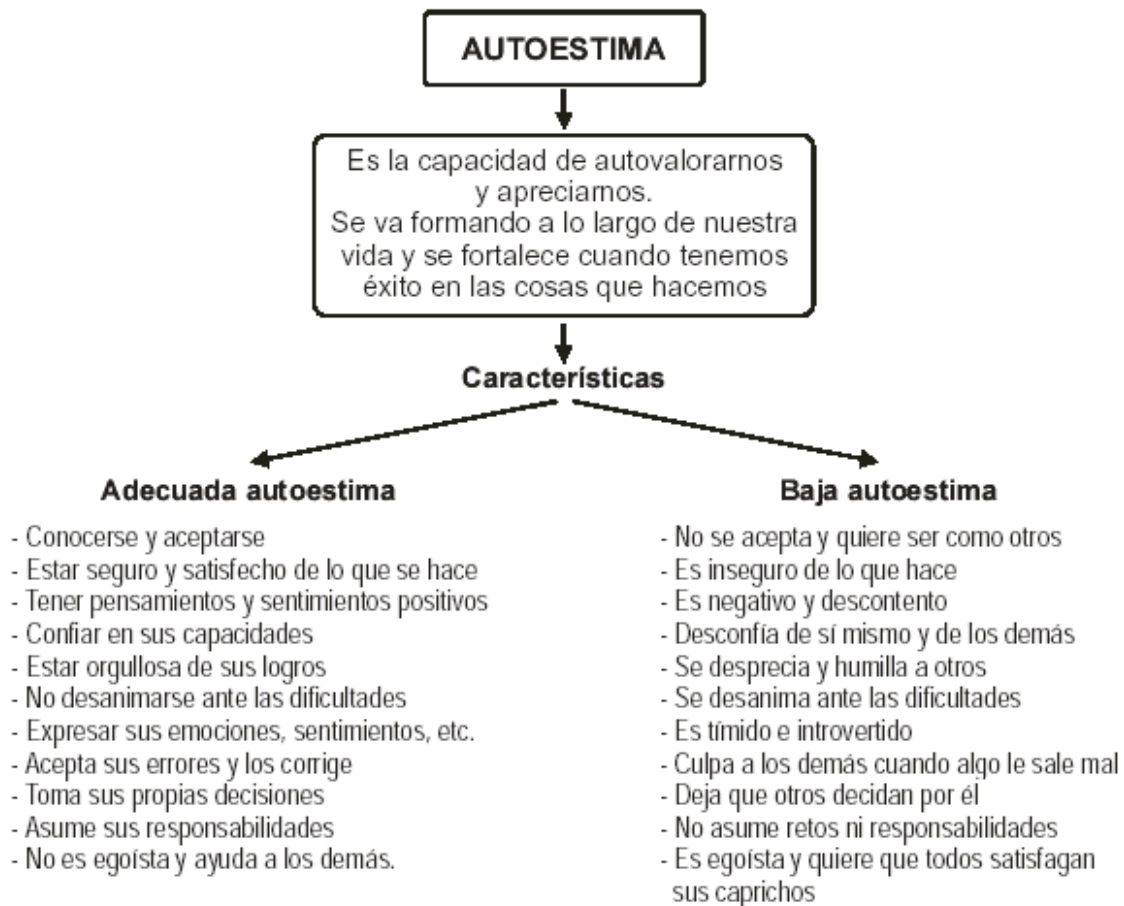 AUTOESTIMA
Es la capacidad de autovalorarnos
y apreciarnos.
Se va formando a lo largo de nuestra
vida y se fortalece cuando tenemos
éxito en las cosas que hacemos
Características
Adecuada autoestima
- Conocerse y aceptarse
- Estar seguro y satisfecho de lo que se hace
- Tener pensamientos y sentimientos positivos
- Confiar en sus capacidades
- Estar orgullosa de sus logros
- No desanimarse ante las dificultades
- Expresar sus emociones, sentimientos, etc.
- Acepta sus errores y los corrige
- Toma sus propias decisiones
- Asume sus responsabilidades
- No es egoísta y ayuda a los demás.
Baja autoestima
- No se acepta y quiere ser como otros
- Es inseguro de lo que hace
- Es negativo y descontento
- Desconfía de sí mismo y de los demás
- Se desprecia y humilla a otros
- Se desanima ante las dificultades
- Es tímido e introvertido
- Culpa a los demás cuando algo le sale mal
- Deja que otros decidan por él
- No asume retos ni responsabilidades
- Es egoísta y quiere que todos satisfagan
sus caprichos